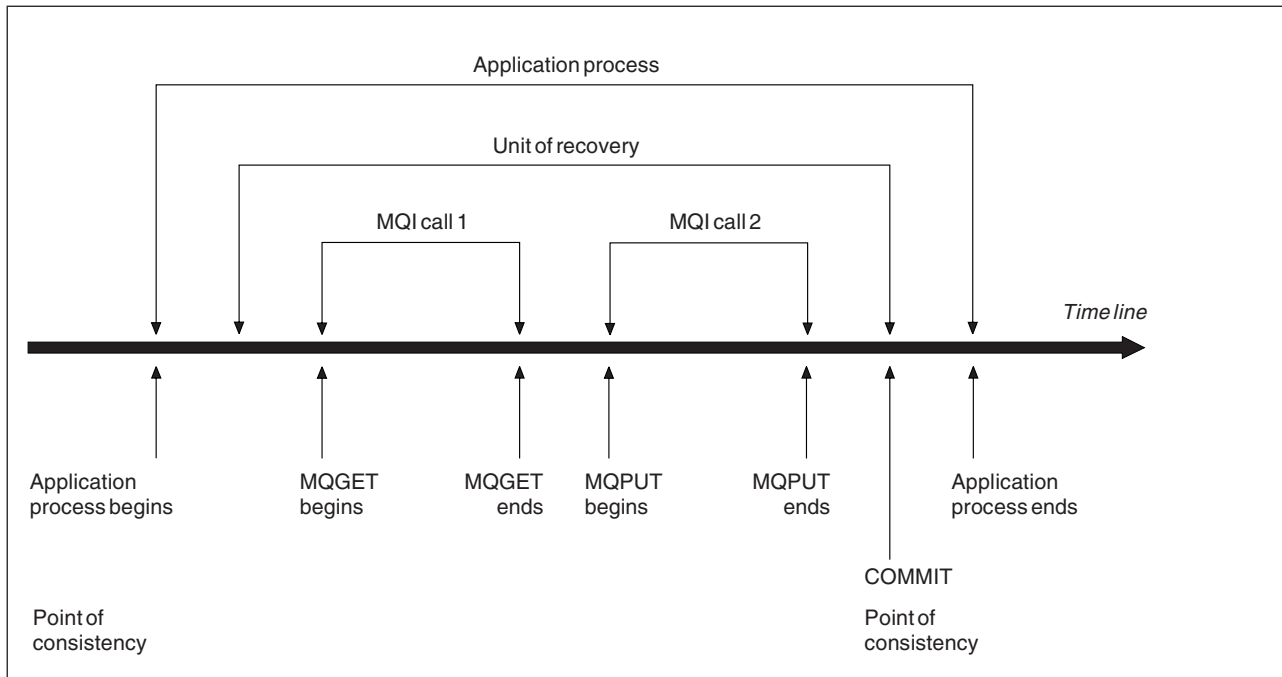 Application process
Unit of recovery
MQI call 1
MQI call 2
Time line
Application
process begins
MQGET
begins
MQGET
ends
MQPUT
begins
MQPUT
ends
Application
process ends
COMMIT
Point of
consistency
Point of
consistency